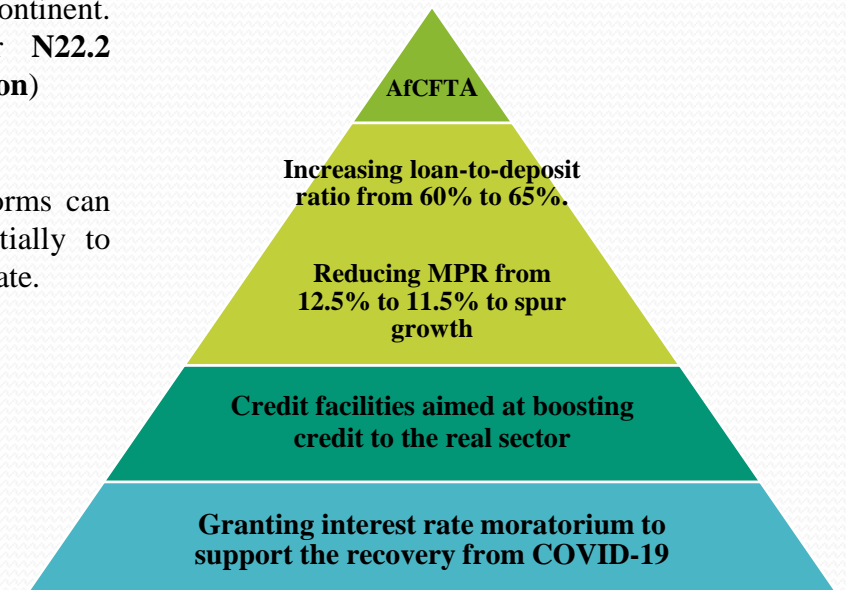 ontinent.
r N22.2
on)
orms can
tially to
ate.
AfCFTA
Increasing loan-to-deposit
ratio from 60% to 65%.
Reducing MPR from
12.5% to 11.5% to spur
growth
Credit facilities aimed at boosting
credit to the real sector
Granting interest rate moratorium to
support the recovery from COVID-19